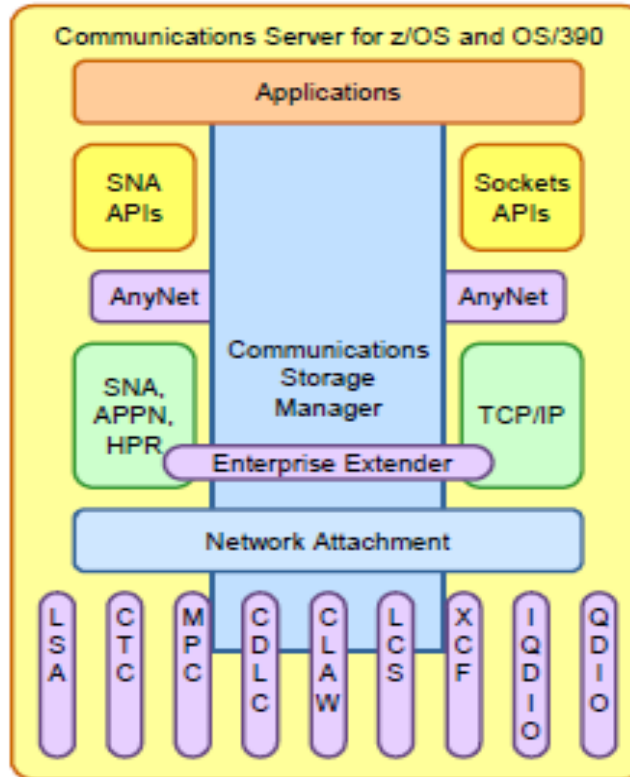 Communications Server for z/OS and OS/390
Applications
SNA
APIs
Sockets
APIs
AnyNet
AnyNet
Communications
Storage
Manager
SNA,
APPN,
HPR
TCP/IP
Enterprise Extender
Network Attachment
LSA
CTC
MPC
CDLC
CLAW
LCS
XCF
IQDIO
QDIO